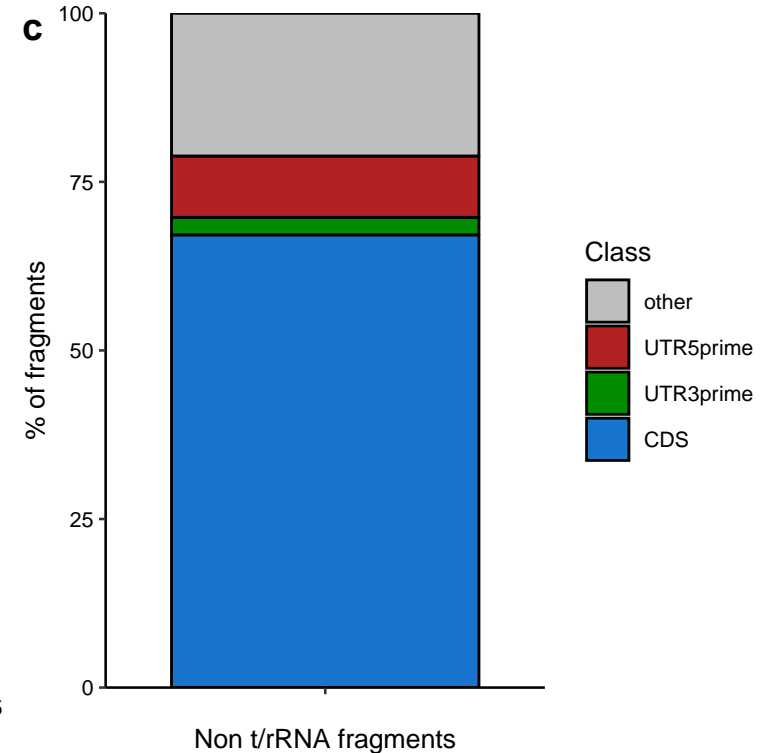 c
100
75
50
25
0
% of fragments
Non t/rRNA fragments
Class
other
UTR5prime
UTR3prime
CDS